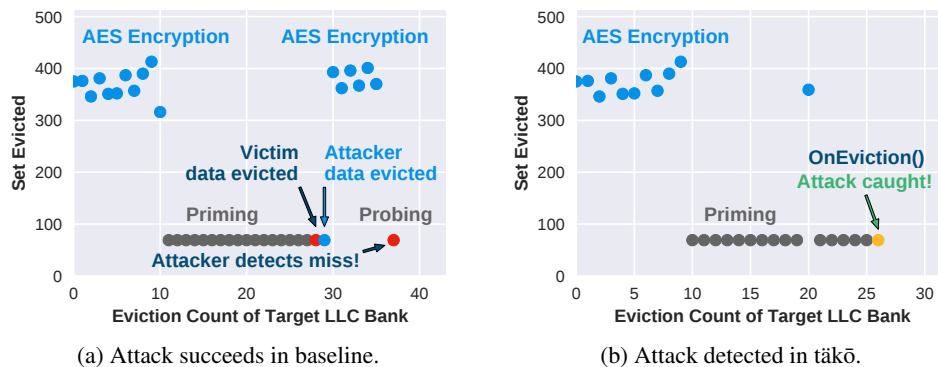 500
400
300
200
100
0
Set Evicted
AES Encryption
AES Encryption
Victim
data evicted
Attacker
data evicted
Priming
Probing
Attacker detects miss!
0
10
20
30
40
Eviction Count of Target LLC Bank
(a) Attack succeeds in baseline.
500
400
300
200
100
0
Set Evicted
AES Encryption
OnEviction()
Attack caught!
Priming
0
5
10
15
20
25
30
Eviction Count of Target LLC Bank
(b) Attack detected in täkō.